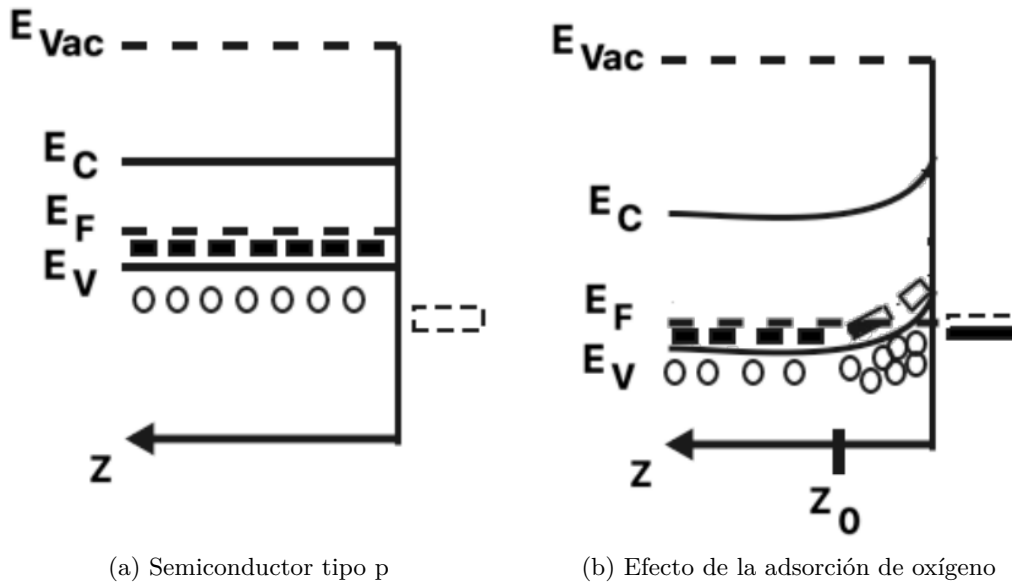 E Vac
E C
E F
E V
Z
(a) Semiconductor tipo p
E Vac
E C
E F
E V
Z
Z 0
(b) Efecto de la adsorción de oxígeno